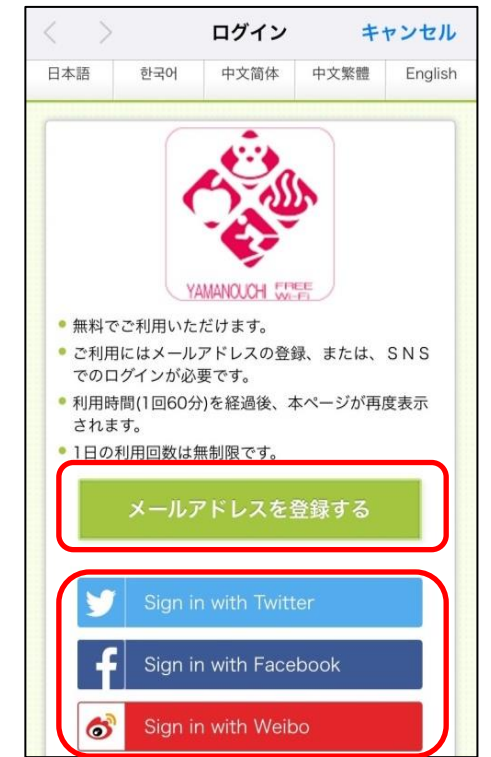 ログイン キャンセル
日本語 한국어 中文简体 中文繁體 English
YAMANOUCHI FREE Wi-Fi
無料でご利用いただけます。
ご利用にはメールアドレスの登録、または、ＳＮＳ
でのログインが必要です。
利用時間(1回60分)を経過後、本ページが再度表示
されます。
1日の利用回数は無制限です。
メールアドレスを登録する
Sign in with Twitter
Sign in with Facebook
Sign in with Weibo